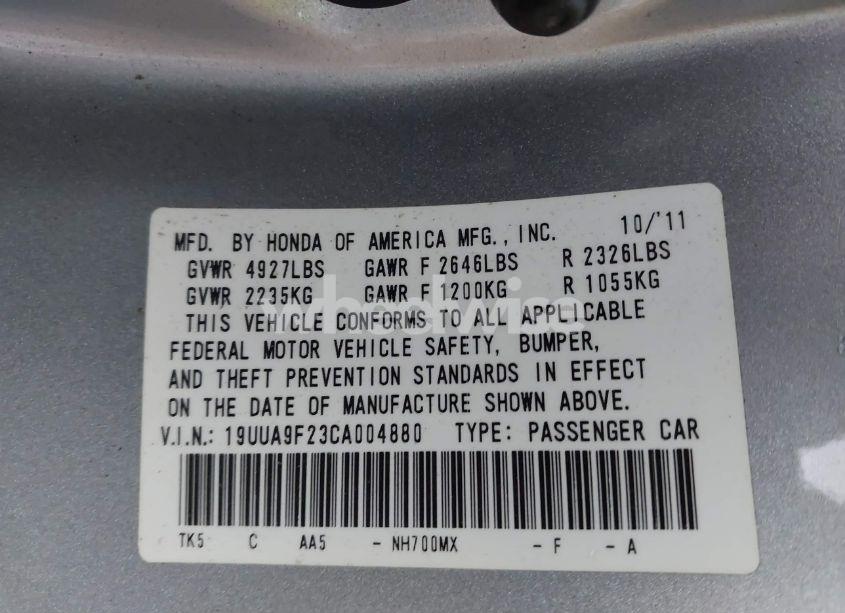 MFD. BY HONDA OF AMERICA MFG., INC. 10/'11
GVWR 4927LBS GAWR F 2646LBS R 2326LBS
GVWR 2235KG GAWR F 1200KG R 1055KG
THIS VEHICLE CONFORMS TO ALL APPLICABLE
FEDERAL MOTOR VEHICLE SAFETY, BUMPER,
AND THEFT PREVENTION STANDARDS IN EFFECT
ON THE DATE OF MANUFACTURE SHOWN ABOVE.
V.I.N.: 19UUA9F23CA004880 TYPE: PASSENGER CAR
TK5 C AA5 - NH700MX - F - A
wheelwise